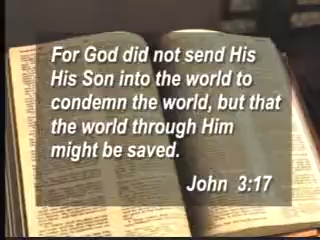 For God did not send His
His Son into the world to
condemn the world, but that
the world through Him
might be saved.
John 3:17